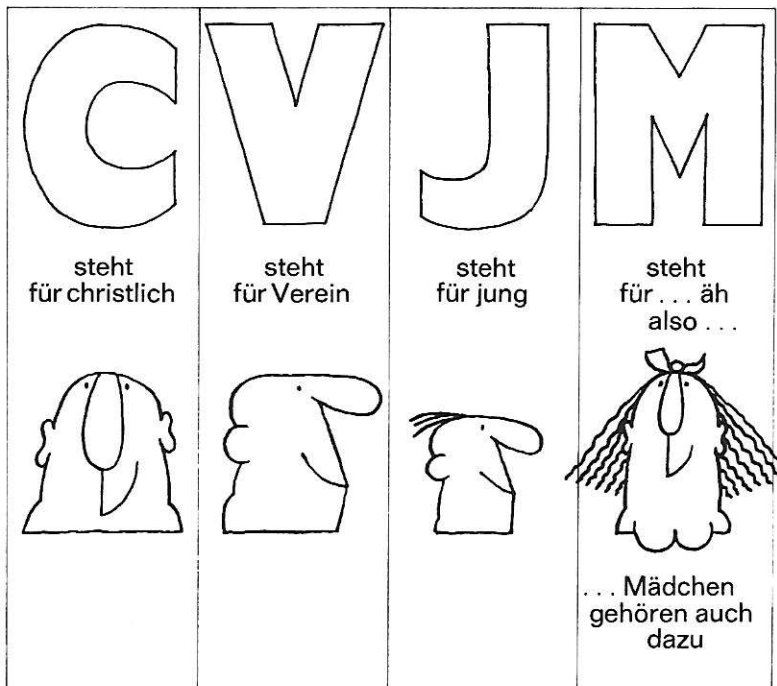 C
steht
für christlich
V
steht
für Verein
J
steht
für jung
M
steht
für . . . äh
also . . .
. . . Mädchen
gehören auch
dazu